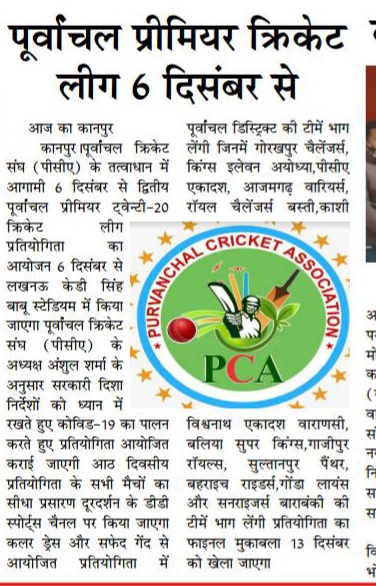 पूर्वांचल प्रीमियर क्रिकेट
लीग 6 दिसंबर से
आज का कानपुर
कानपुर।पूर्वांचल क्रिकेट
संघ (पीसीए) के तत्वाधान में
आगामी 6 दिसंबर से द्वितीय
पूर्वांचल प्रीमियर ट्वेन्टी-20
क्रिकेट लीग
प्रतियोगिता का
आयोजन 6 दिसंबर से
लखनऊ केडी सिंह
बाबू स्टेडियम में किया
जाएगा पूर्वांचल क्रिकेट
संघ (पीसीए) के
अध्यक्ष अंशुल शर्मा के
अनुसार सरकारी दिशा
निर्देशों को ध्यान में
रखते हुए कोविड-19 का पालन
करते हुए प्रतियोगिता आयोजित
कराई जाएगी आठ दिवसीय
प्रतियोगिता के सभी मैचों का
सीधा प्रसारण दूरदर्शन के डीडी
स्पोर्ट्स चैनल पर किया जाएगा
कलर ड्रेस और सफेद गेंद से
आयोजित प्रतियोगिता में
पूर्वांचल डिस्ट्रिक्ट की टीमें भाग
लेंगी जिनमें गोरखपुर चैलेंजर्स,
किंग्स इलेवन अयोध्या,पीसीए
एकादश, आजमगढ़ वारियर्स,
रॉयल चैलेंजर्स बस्ती,काशी
PURVANCHAL CRICKET ASSOCIATION
PCA
विश्वनाथ एकादश वाराणसी,
बलिया सुपर किंग्स,गाजीपुर
रॉयल्स, सुल्तानपुर पैंथर,
बहराइच राइडर्स,गोंडा लायंस
और सनराइजर्स बाराबंकी की
टीमें भाग लेंगी प्रतियोगिता का
फाइनल मुकाबला 13 दिसंबर
को खेला जाएगा